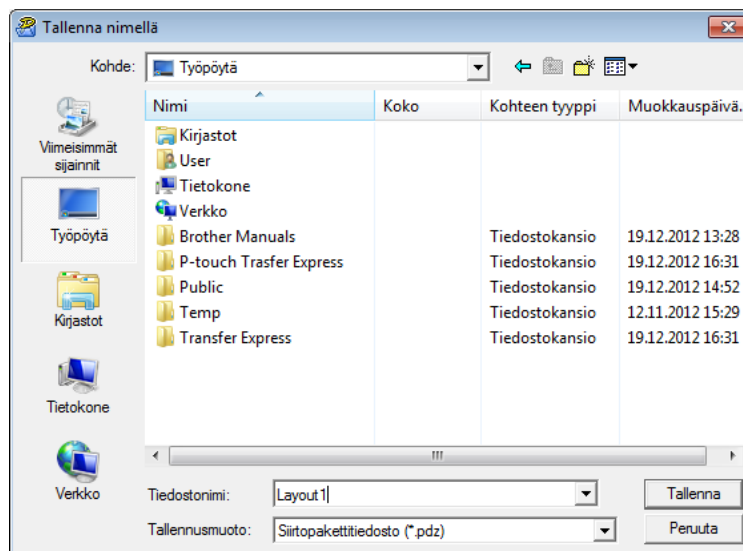 Tallenna nimellä
Kohde: Työpöytä
Nimi Koko Kohteen tyyppi Muokkauspäivä.
Viimeisimmät sijainnit
Työpöytä
Kirjastot
Tietokone
Verkko
Kirjastot
User
Tietokone
Verkko
Brother Manuals Tiedostokansio 19.12.2012 13:28
P-touch Trasfer Express Tiedostokansio 19.12.2012 16:31
Public Tiedostokansio 19.12.2012 14:52
Temp Tiedostokansio 12.11.2012 15:29
Transfer Express Tiedostokansio 19.12.2012 16:31
Tiedostonimi: Layout1 Tallenna
Tallennusmuoto: Siirtopakettitiedosto (*.pdz) Peruuta